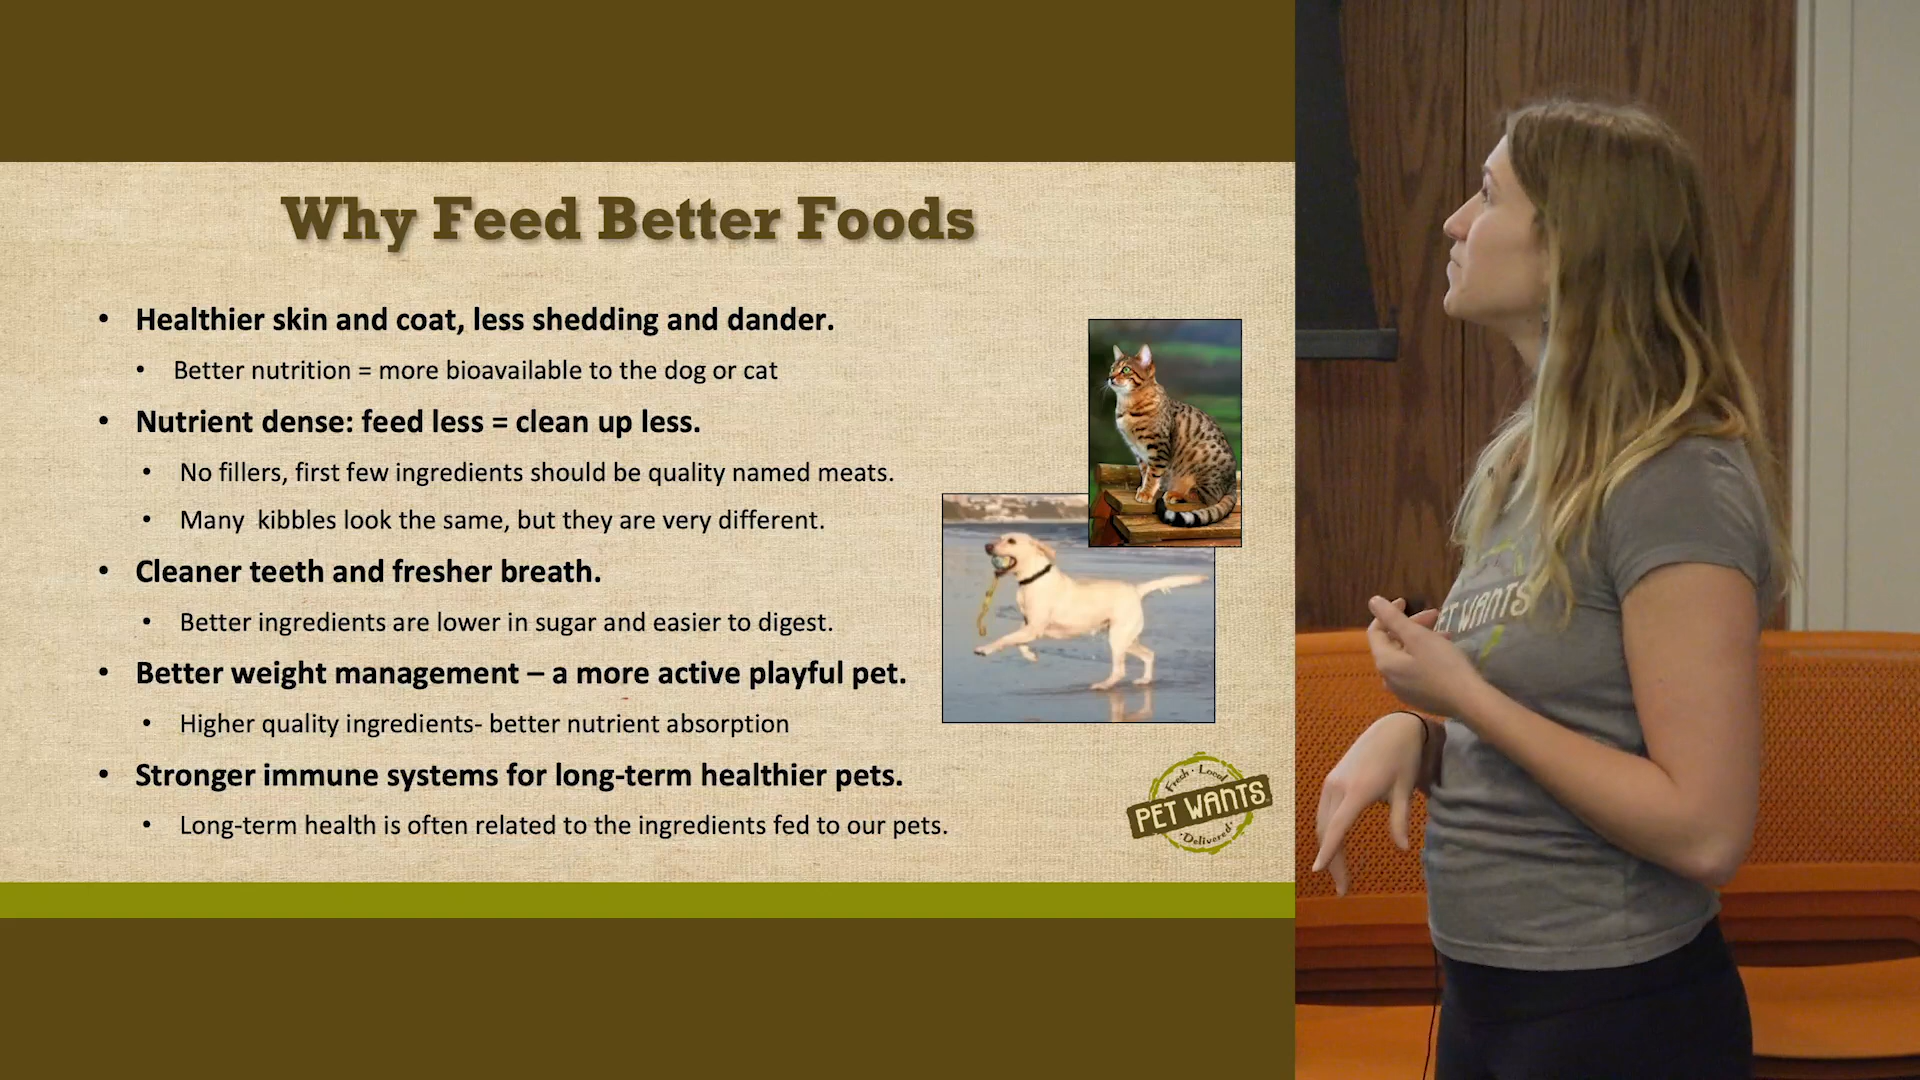 Why Feed Better Foods
• Healthier skin and coat, less shedding and dander.
• Better nutrition = more bioavailable to the dog or cat
• Nutrient dense: feed less = clean up less.
• No fillers, first few ingredients should be quality named meats.
• Many  kibbles look the same, but they are very different.
• Cleaner teeth and fresher breath.
• Better ingredients are lower in sugar and easier to digest.
• Better weight management – a more active playful pet.
• Higher quality ingredients- better nutrient absorption
• Stronger immune systems for long-term healthier pets.
• Long-term health is often related to the ingredients fed to our pets.
Fresh · Local
PET WANTS
· Delivered ·
ET WANTS